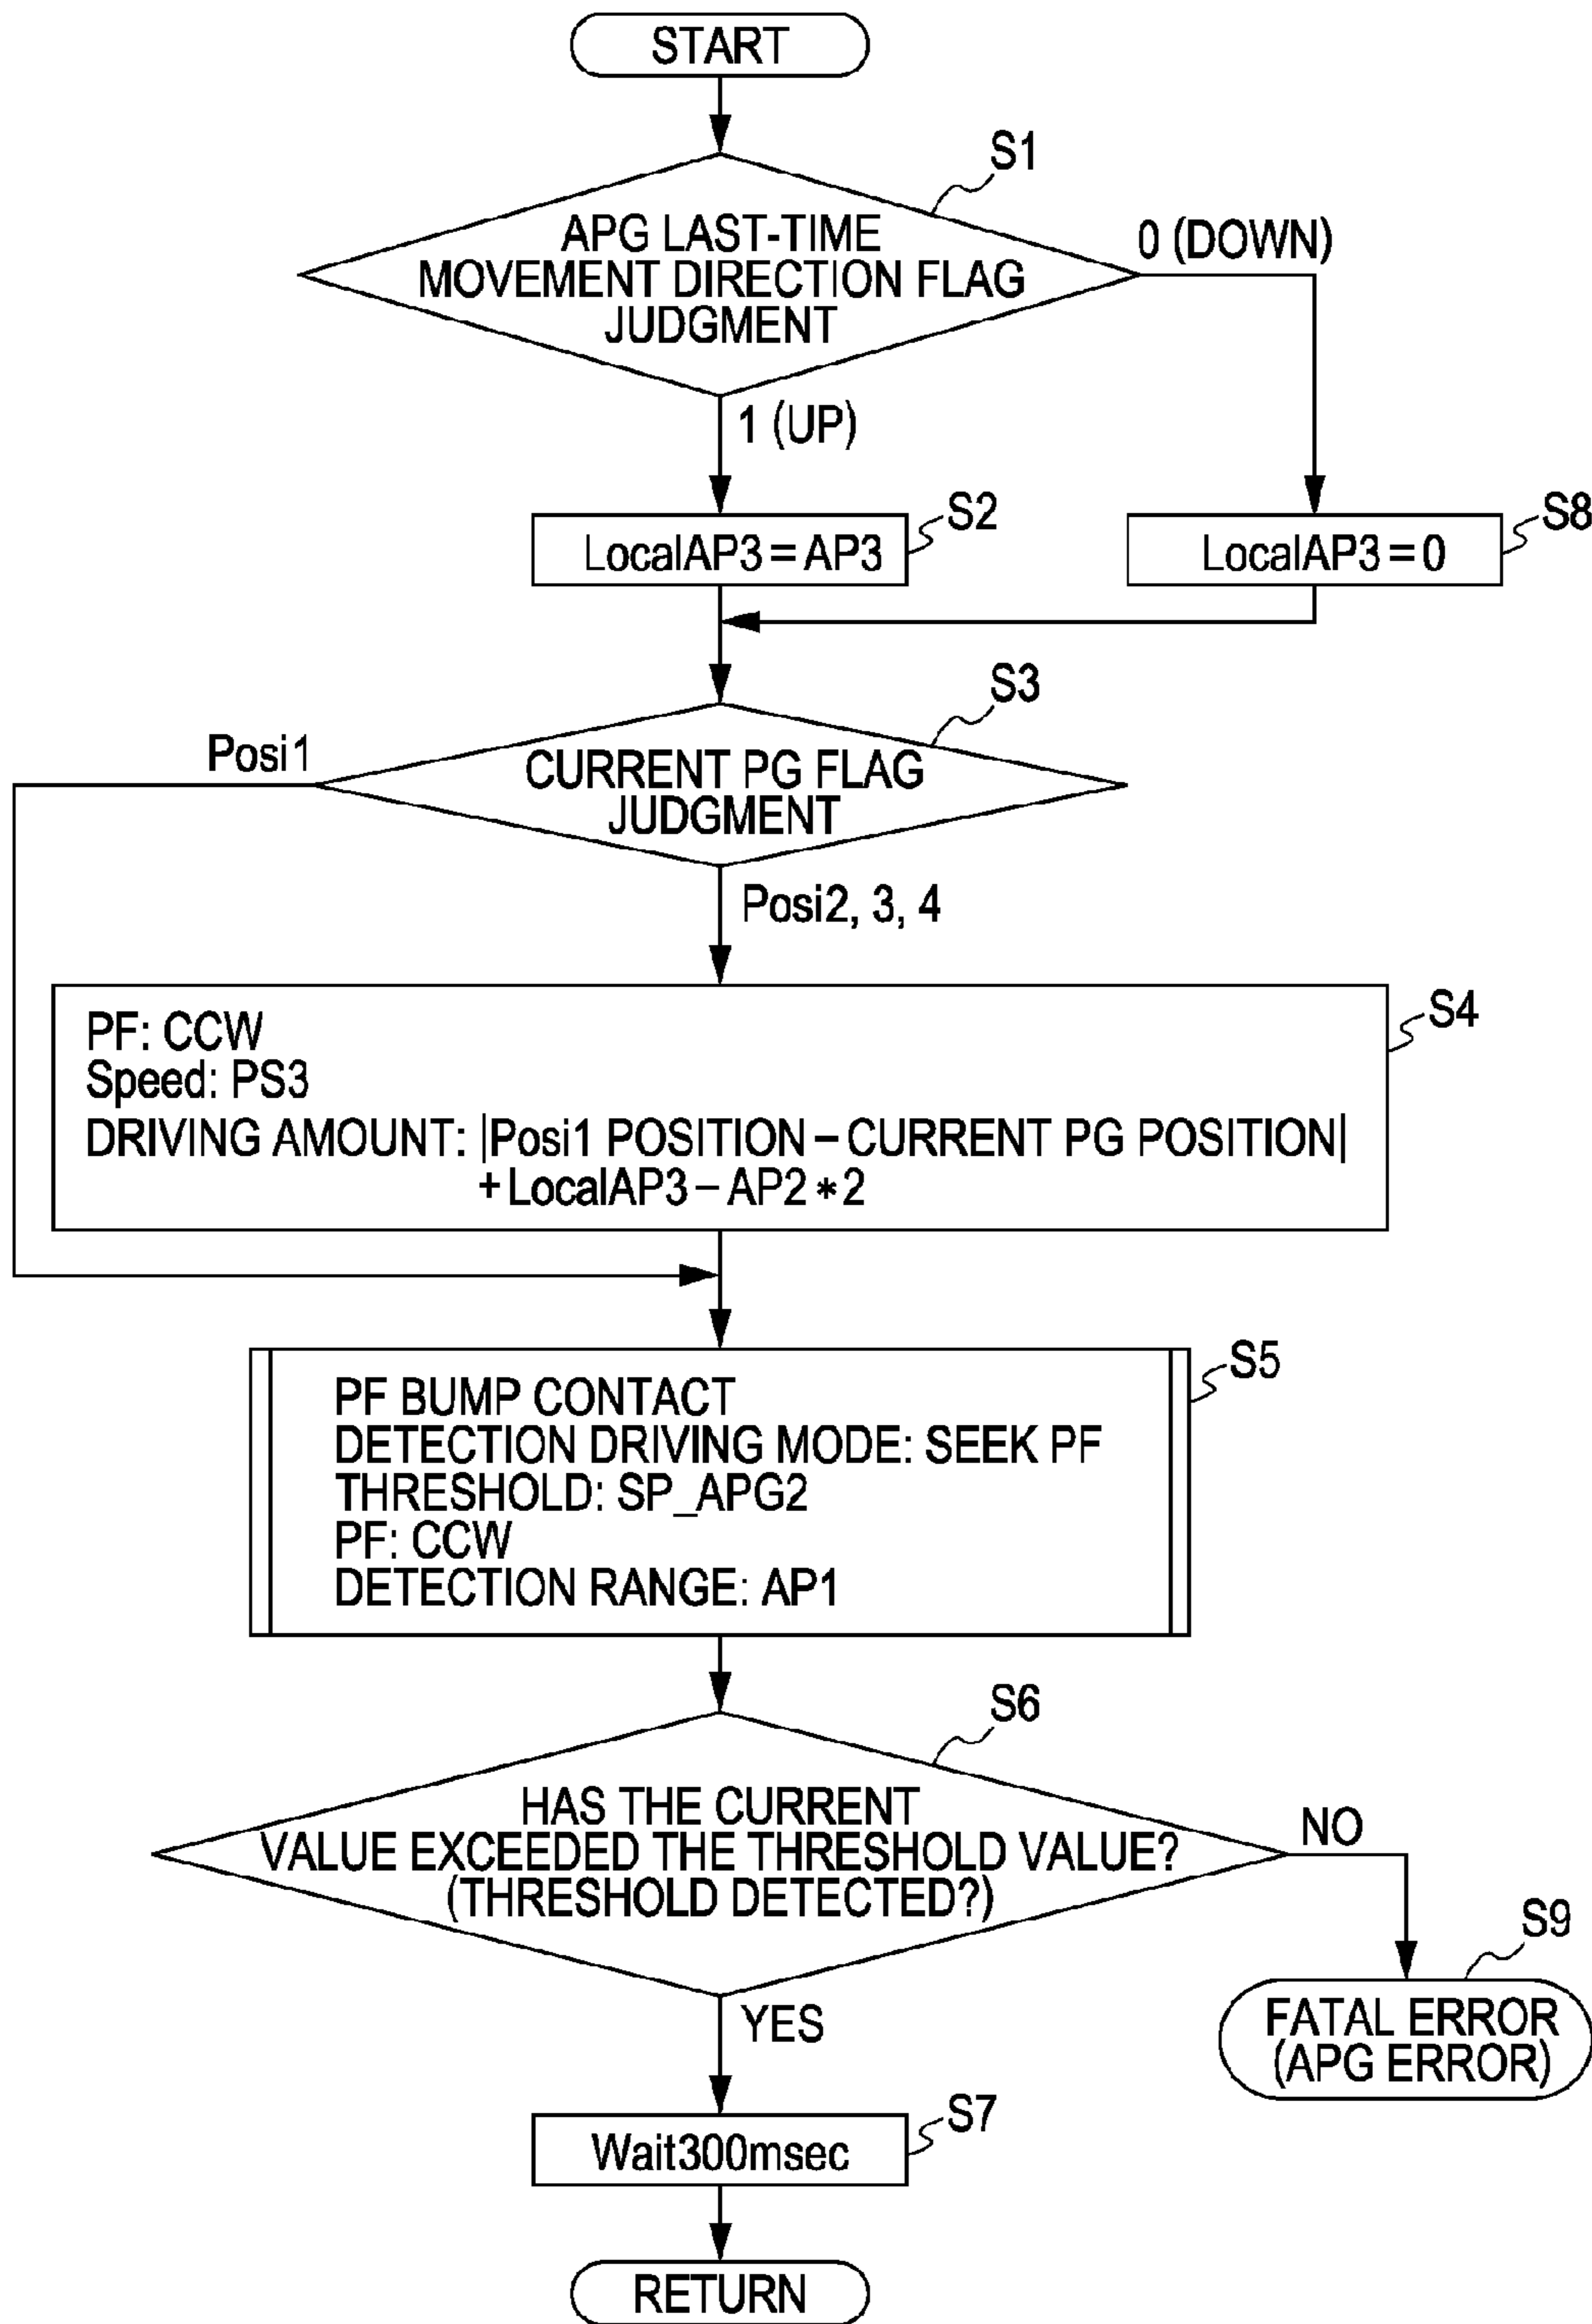 START
S1
APG LAST-TIME
MOVEMENT DIRECTION FLAG
JUDGMENT
0 (DOWN)
1 (UP)
S2
LocalAP3 = AP3
S8
LocalAP3 = 0
S3
Posi1
CURRENT PG FLAG
JUDGMENT
Posi2, 3, 4
S4
PF: CCW
Speed: PS3
DRIVING AMOUNT: |Posi1 POSITION – CURRENT PG POSITION|
+ LocalAP3 – AP2 * 2
S5
PF BUMP CONTACT
DETECTION DRIVING MODE: SEEK PF
THRESHOLD: SP_APG2
PF: CCW
DETECTION RANGE: AP1
S6
HAS THE CURRENT
VALUE EXCEEDED THE THRESHOLD VALUE?
(THRESHOLD DETECTED?)
NO
S9
FATAL ERROR
(APG ERROR)
YES
S7
Wait300msec
RETURN